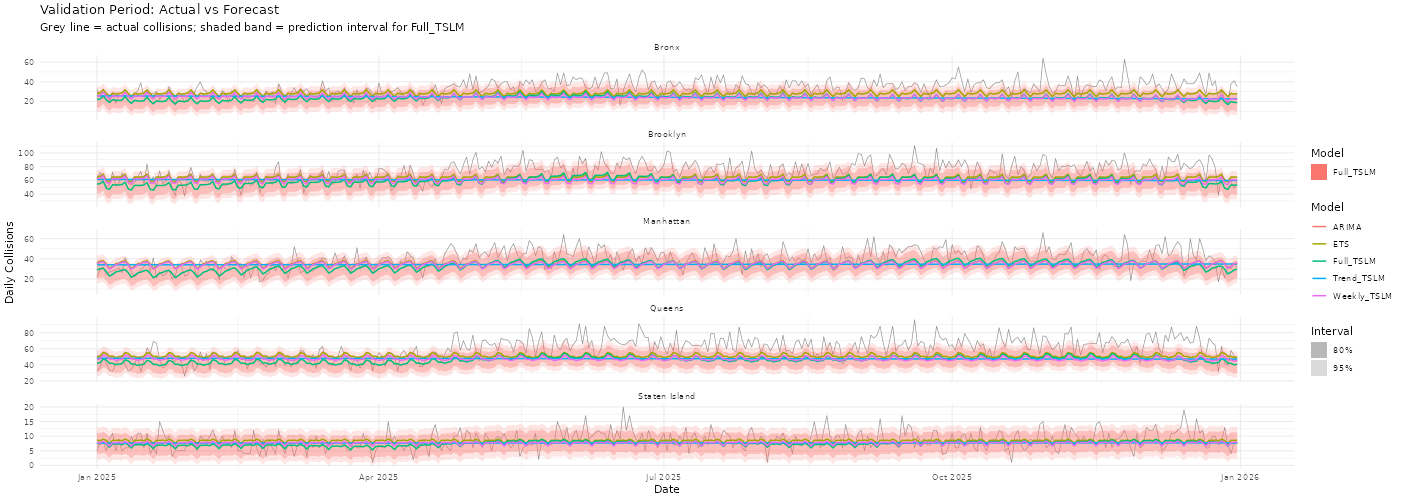 Validation Period: Actual vs Forecast
Grey line = actual collisions; shaded band = prediction interval for Full_TSLM
Bronx
60
40
20
Brooklyn
100
80
60
40
Manhattan
60
40
20
Queens
80
60
40
20
Staten Island
20
15
10
5
0
Jan 2025
Apr 2025
Jul 2025
Oct 2025
Jan 2026
Date
Daily Collisions
Model
Full_TSLM
Model
ARIMA
ETS
Full_TSLM
Trend_TSLM
Weekly_TSLM
Interval
80%
95%